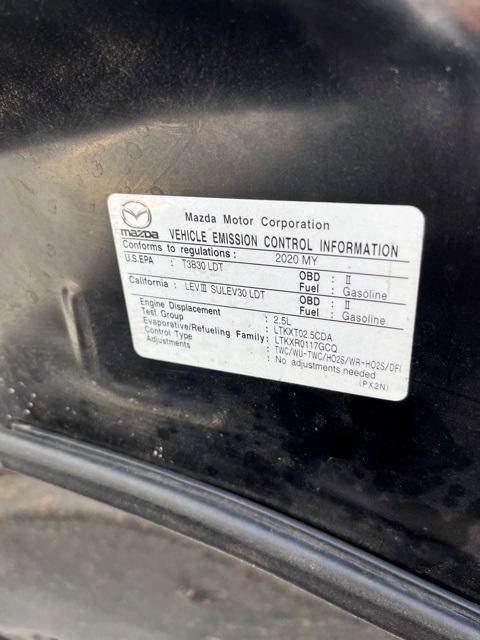 Mazda Motor Corporation
mazda VEHICLE EMISSION CONTROL INFORMATION
Conforms to regulations : 2020 MY
U.S.EPA : T3B30 LDT OBD : II
Fuel : Gasoline
California : LEVIII SULEV30 LDT OBD : II
Fuel : Gasoline
Engine Displacement : 2.5L
Test Group : LTKXT02.5CDA
Evaporative/Refueling Family : LTKXR0117GCQ
Control Type : TWC/WU-TWC/HO2S/WR-HO2S/DFI
Adjustments : No adjustments needed
(PX2N)